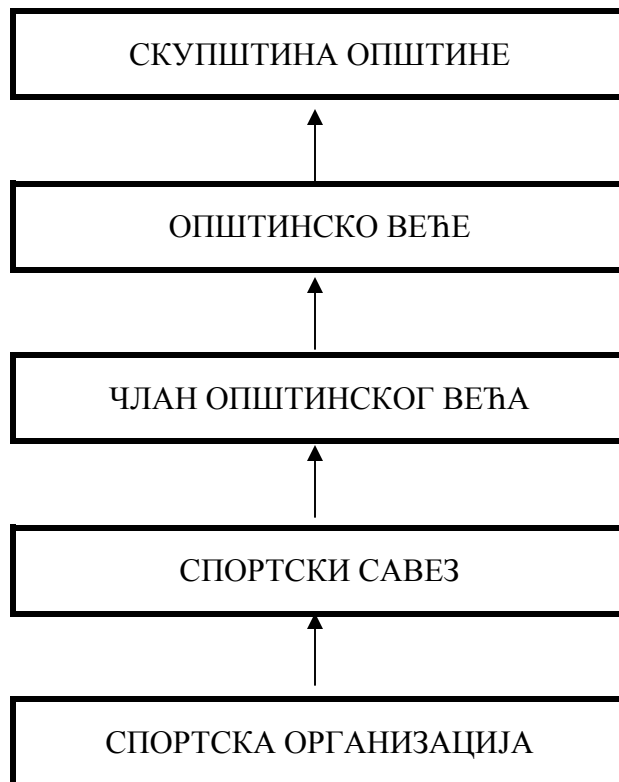 СКУПШТИНА ОПШТИНЕ
ОПШТИНСКО ВЕЋЕ
ЧЛАН ОПШТИНСКОГ ВЕЋА
СПОРТСКИ САВЕЗ
СПОРТСКА ОРГАНИЗАЦИЈА